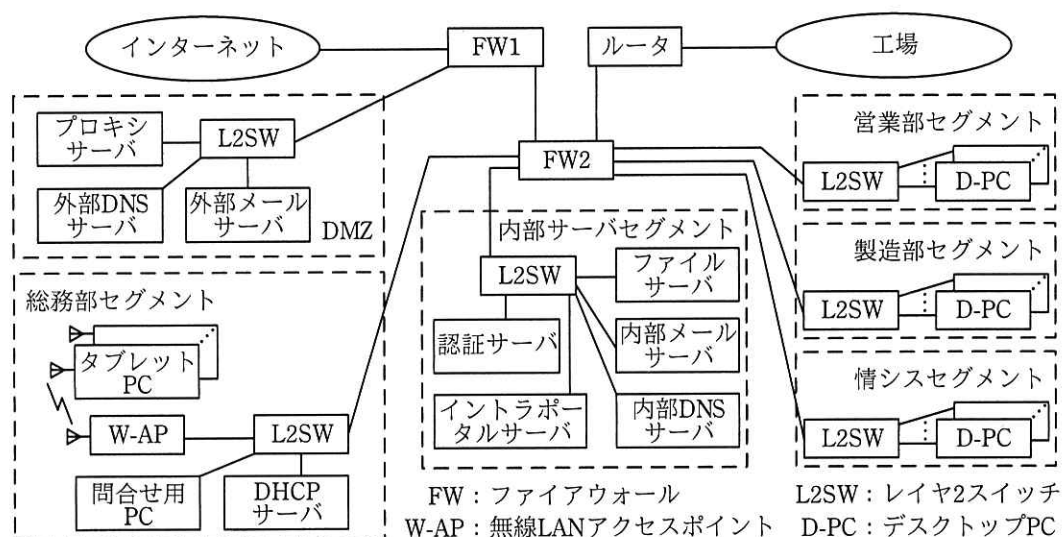 インターネット
FW1
ルータ
工場
プロキシ
サーバ
L2SW
外部DNS
サーバ
外部メール
サーバ
DMZ
FW2
営業部セグメント
L2SW
D-PC
内部サーバセグメント
L2SW
ファイル
サーバ
認証サーバ
内部メール
サーバ
イントラポー
タルサーバ
内部DNS
サーバ
製造部セグメント
L2SW
D-PC
総務部セグメント
タブレット
PC
W-AP
L2SW
問合せ用
PC
DHCP
サーバ
情シスセグメント
L2SW
D-PC
FW：ファイアウォール
L2SW：レイヤ2スイッチ
W-AP：無線LANアクセスポイント
D-PC：デスクトップPC